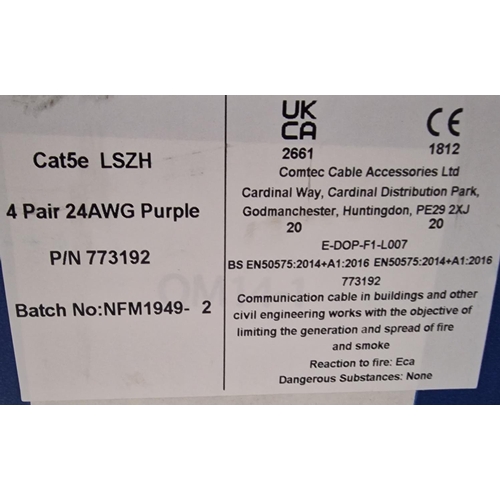 Cat5e LSZH
4 Pair 24AWG Purple
P/N 773192
Batch No:NFM1949- 2
UK
CA
CE
2661
1812
Comtec Cable Accessories Ltd
Cardinal Way, Cardinal Distribution Park,
Godmanchester, Huntingdon, PE29 2XJ
20 20
E-DOP-F1-L007
BS EN50575:2014+A1:2016 EN50575:2014+A1:2016
773192
Communication cable in buildings and other
civil engineering works with the objective of
limiting the generation and spread of fire
and smoke
Reaction to fire: Eca
Dangerous Substances: None